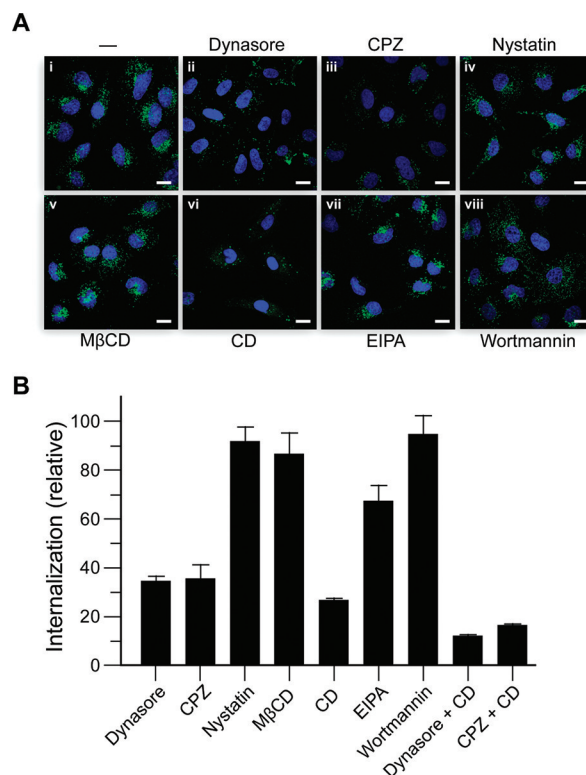 A
— Dynasore CPZ Nystatin
i ii iii iv
v vi vii viii
MβCD CD EIPA Wortmannin
B
Internalization (relative)
100
80
60
40
20
0
Dynasore CPZ Nystatin MβCD CD EIPA Wortmannin Dynasore + CD CPZ + CD